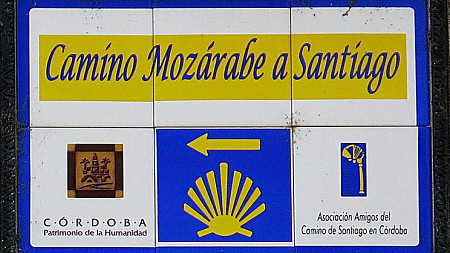 Camino Mozárabe a Santiago
CÓRDOBA
Patrimonio de la Humanidad
Asociación Amigos del
Camino de Santiago en Córdoba